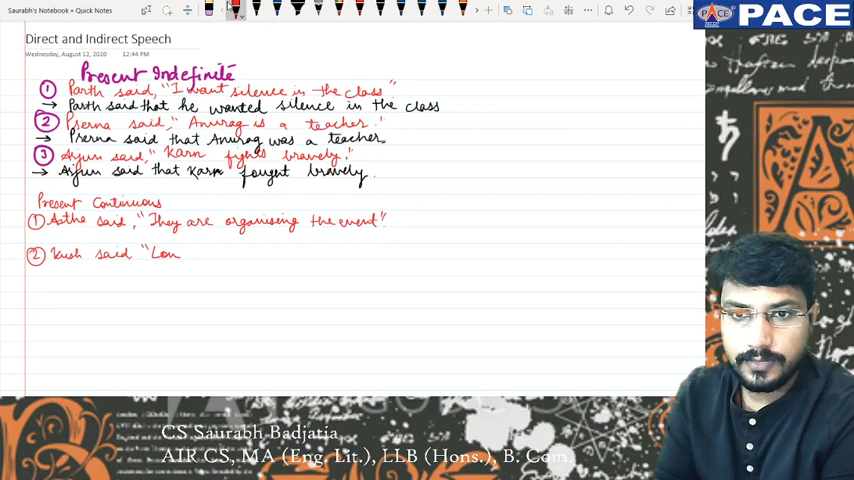 Saurabh's Notebook » Quick Notes
PACE
PACE
Direct and Indirect Speech
Wednesday, August 12, 2020 12:44 PM
Present Indefinite
① Parth said, "I want silence in the class"
→ Parth said that he wanted silence in the class
② Prerna said, "Anurag is a teacher."
→ Prerna said that Anurag was a teacher.
③ Arjun said, "Karn fights bravely."
→ Arjun said that Karn fought bravely.
Present Continuous
① Astha said, "They are organising the event"
② Kush said, "Lou
CS Saurabh Badjatia
AIR CS, MA (Eng. Lit.), LLB (Hons.), B. Com.